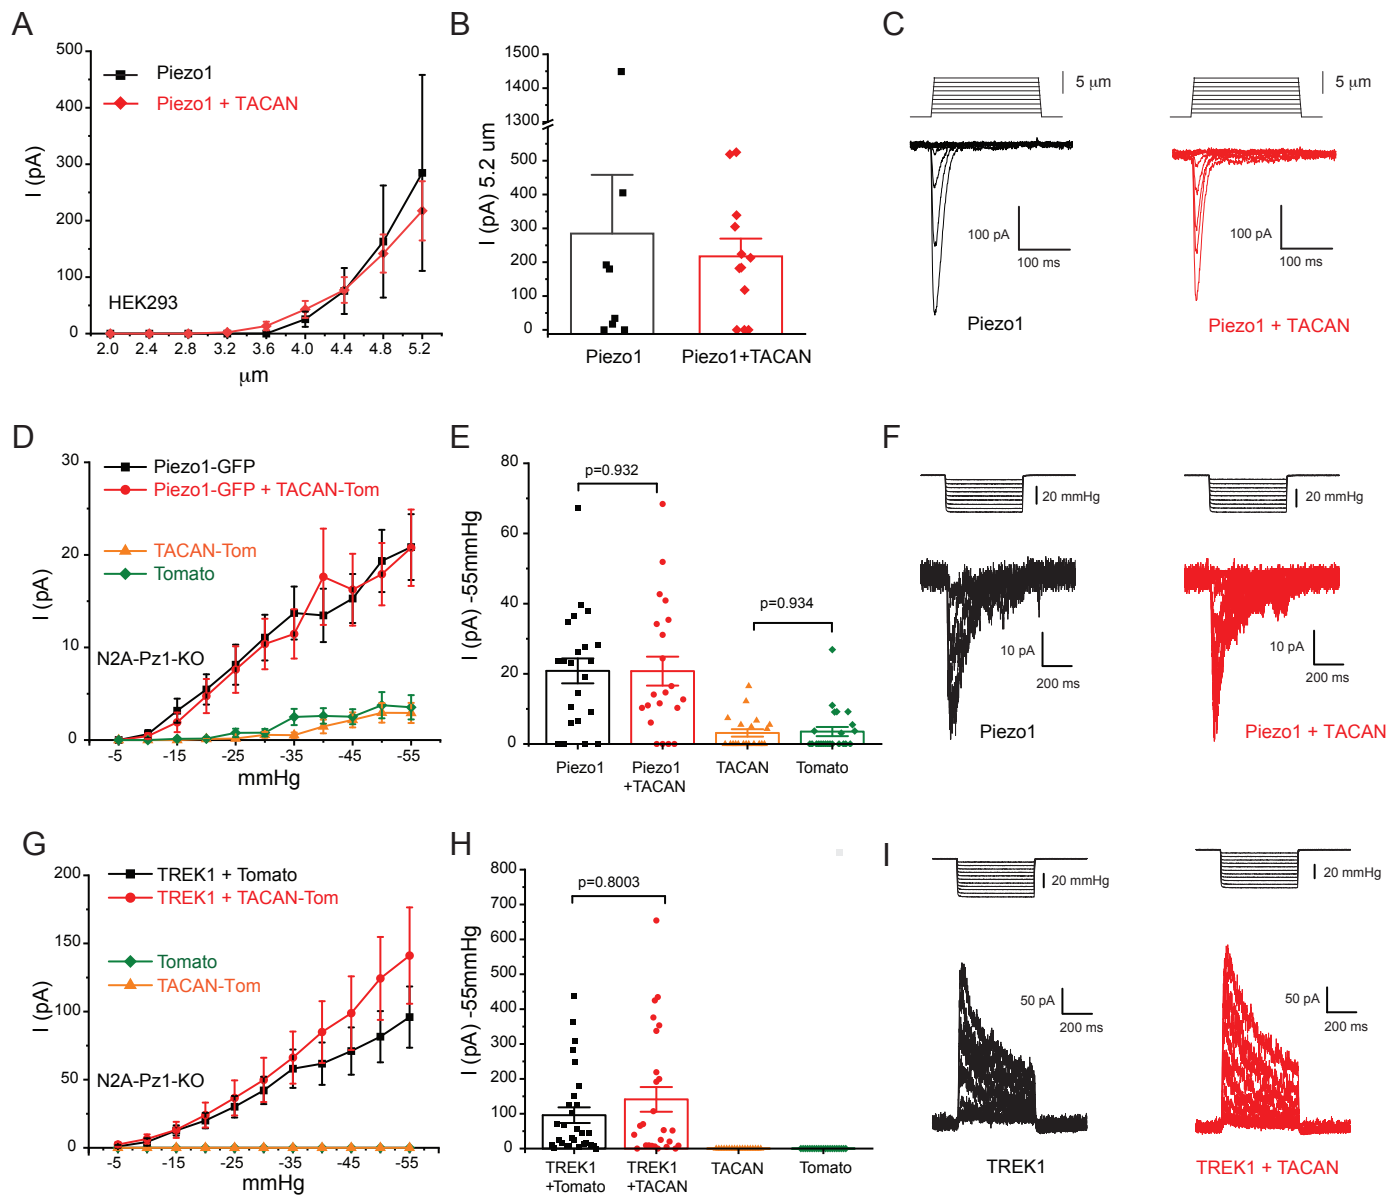 A
500
400
300
200
100
0
I (pA)
Piezo1
Piezo1 + TACAN
HEK293
2.0 2.4 2.8 3.2 3.6 4.0 4.4 4.8 5.2
μm
B
1500
1400
1300
500
400
300
200
100
0
I (pA) 5.2 um
Piezo1 Piezo1+TACAN
C
5 μm
5 μm
100 pA
100 ms
100 pA
100 ms
Piezo1
Piezo1 + TACAN
D
30
20
10
0
I (pA)
Piezo1-GFP
Piezo1-GFP + TACAN-Tom
TACAN-Tom
Tomato
N2A-Pz1-KO
-5 -15 -25 -35 -45 -55
mmHg
E
80
60
40
20
0
I (pA) -55mmHg
p=0.932
p=0.934
Piezo1 Piezo1 TACAN Tomato
+TACAN
F
20 mmHg
20 mmHg
10 pA
200 ms
10 pA
200 ms
Piezo1
Piezo1 + TACAN
G
200
150
100
50
0
I (pA)
TREK1 + Tomato
TREK1 + TACAN-Tom
Tomato
TACAN-Tom
N2A-Pz1-KO
-5 -15 -25 -35 -45 -55
mmHg
H
800
700
600
500
400
300
200
100
0
I (pA) -55mmHg
p=0.8003
TREK1 TREK1 TACAN Tomato
+Tomato +TACAN
I
20 mmHg
20 mmHg
50 pA
200 ms
50 pA
200 ms
TREK1
TREK1 + TACAN